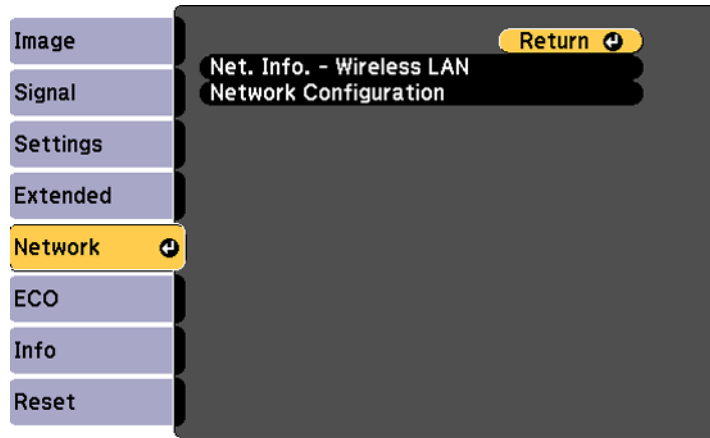 Image
Signal
Settings
Extended
Network
ECO
Info
Reset
Return
Net. Info. - Wireless LAN
Network Configuration